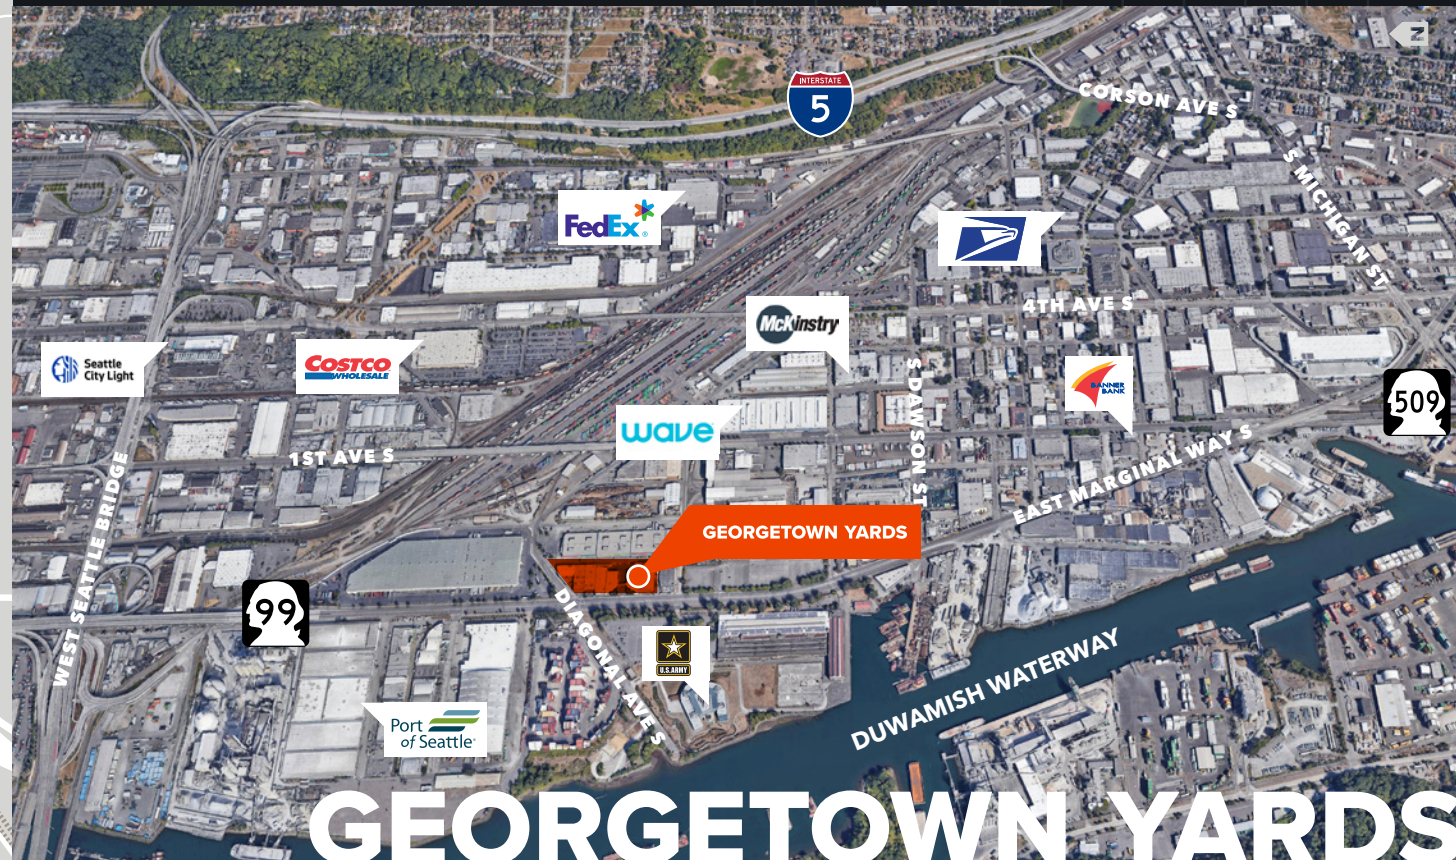 N
INTERSTATE
5
CORSON AVE S
S MICHIGAN ST
FedEx®
4TH AVE S
McKinstry
Seattle
City Light
COSTCO
WHOLESALE
BANNER
BANK
509
S DAWSON ST
wave
1ST AVE S
EAST MARGINAL WAY S
WEST SEATTLE BRIDGE
GEORGETOWN YARDS
99
DIAGONAL AVE S
U.S.ARMY
DUWAMISH WATERWAY
Port
of Seattle®
GEORGETOWN YARDS